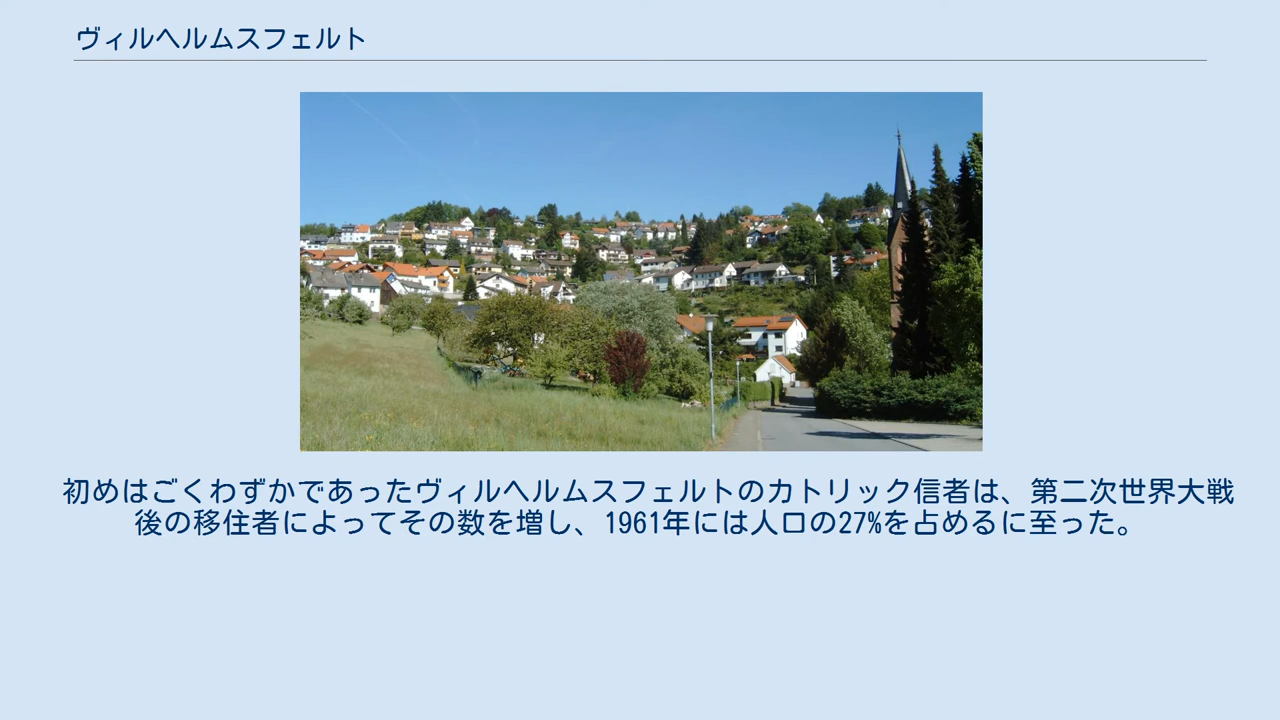 ヴィルヘルムスフェルト
初めはごくわずかであったヴィルヘルムスフェルトのカトリック信者は、第二次世界大戦
後の移住者によってその数を増し、1961年には人口の27%を占めるに至った。